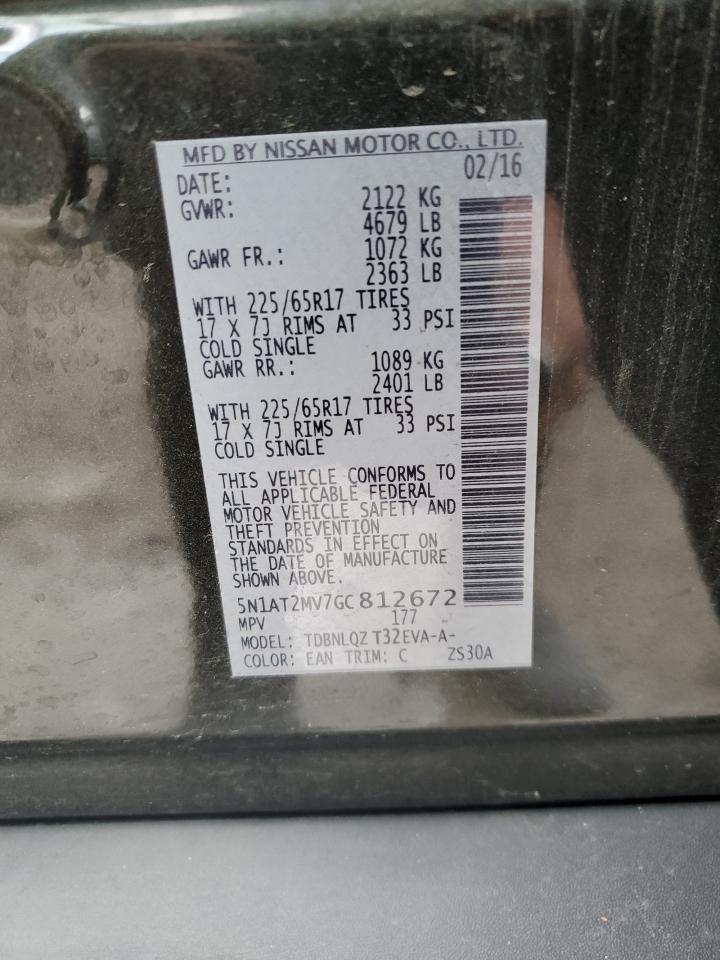 MFD BY NISSAN MOTOR CO., LTD.
DATE: 02/16
GVWR: 2122 KG
4679 LB
GAWR FR.: 1072 KG
2363 LB
WITH 225/65R17 TIRES
17 X 7J RIMS AT 33 PSI
COLD SINGLE
GAWR RR.: 1089 KG
2401 LB
WITH 225/65R17 TIRES
17 X 7J RIMS AT 33 PSI
COLD SINGLE
THIS VEHICLE CONFORMS TO
ALL APPLICABLE FEDERAL
MOTOR VEHICLE SAFETY AND
THEFT PREVENTION
STANDARDS IN EFFECT ON
THE DATE OF MANUFACTURE
SHOWN ABOVE.
5N1AT2MV7GC812672
MPV 177
MODEL: TDBNLQZ T32EVA-A-
COLOR: EAN TRIM: C ZS30A